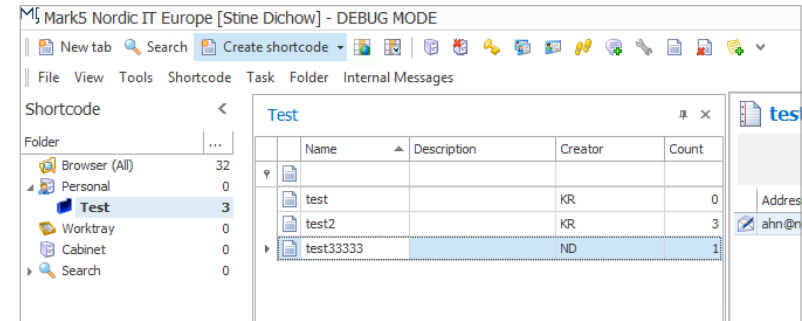 Mark5 Nordic IT Europe [Stine Dichow] - DEBUG MODE
New tab Search Create shortcode
File View Tools Shortcode Task Folder Internal Messages
Shortcode <
Folder ...
Browser (All) 32
Personal 0
Test 3
Worktray 0
Cabinet 0
Search 0
Test
Name Description Creator Count
test KR 0
test2 KR 3
test33333 ND 1
tes
Addres
ahn@n